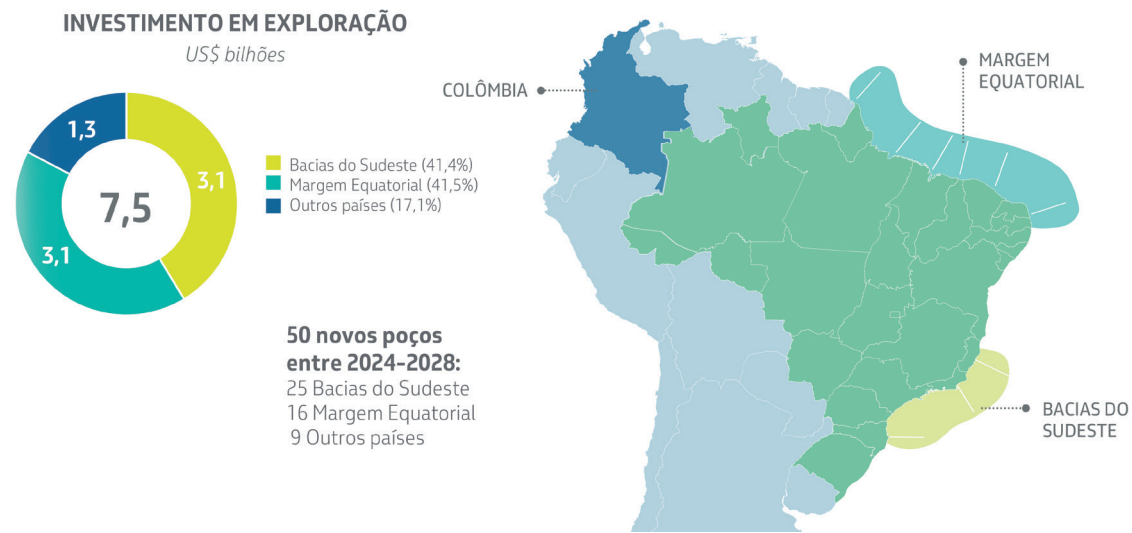 INVESTIMENTO EM EXPLORAÇÃO
US$ bilhões
1,3
3,1
7,5
3,1
Bacias do Sudeste (41,4%)
Margem Equatorial (41,5%)
Outros países (17,1%)
50 novos poços
entre 2024-2028:
25 Bacias do Sudeste
16 Margem Equatorial
9 Outros países
COLÔMBIA
MARGEM
EQUATORIAL
BACIAS DO
SUDESTE